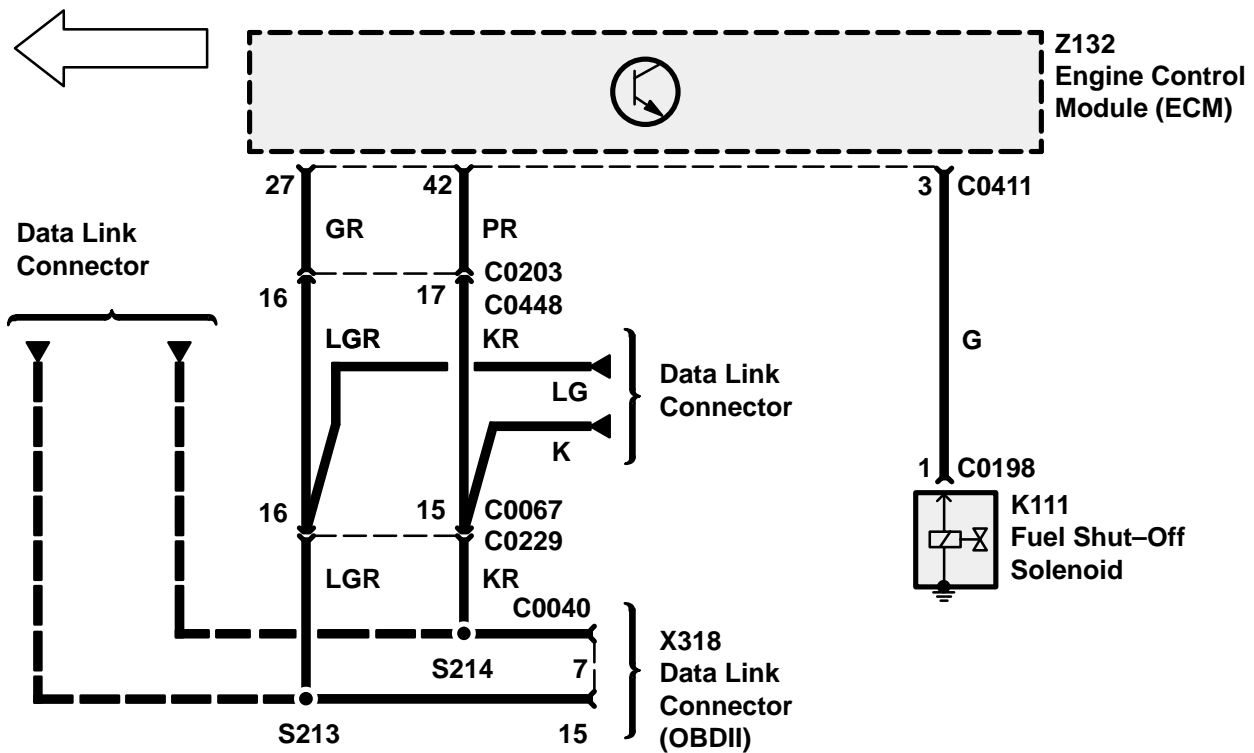 Z132
Engine Control
Module (ECM)
27
42
3
C0411
GR
PR
Data Link
Connector
C0203
16
17
C0448
LGR
KR
G
LG
Data Link
Connector
K
1
C0198
16
15
C0067
C0229
K111
Fuel Shut–Off
Solenoid
LGR
KR
C0040
X318
Data Link
Connector
(OBDII)
S214
7
S213
15